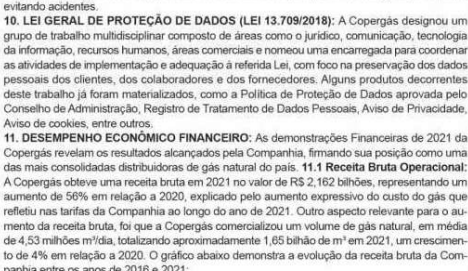 evitando acidentes.
10. LEI GERAL DE PROTEÇÃO DE DADOS (LEI 13.709/2018): A Copergás designou um
grupo de trabalho multidisciplinar composto de áreas como o jurídico, comunicação, tecnologia
da informação, recursos humanos, áreas comerciais e nomeou uma encarregada para coordenar
as atividades de implementação e adequação à referida Lei, com foco na preservação dos dados
pessoais dos clientes, dos colaboradores e dos fornecedores. Alguns produtos decorrentes
deste trabalho já foram materializados, como a Política de Proteção de Dados aprovada pelo
Conselho de Administração, Registro de Tratamento de Dados Pessoais, Aviso de Privacidade,
Aviso de cookies, entre outros.
11. DESEMPENHO ECONÔMICO FINANCEIRO: As demonstrações Financeiras de 2021 da
Copergás revelam os resultados alcançados pela Companhia, firmando sua posição como uma
das mais consolidadas distribuidoras de gás natural do país. 11.1 Receita Bruta Operacional:
A Copergás obteve uma receita bruta em 2021 no valor de R$ 2,162 bilhões, representando um
aumento de 56% em relação a 2020, explicado pelo aumento expressivo do custo do gás que
refletiu nas tarifas da Companhia ao longo do ano de 2021. Outro aspecto relevante para o au-
mento da receita bruta, foi que a Copergás comercializou um volume de gás natural, em média
de 4,53 milhões m³/dia, totalizando aproximadamente 1,65 bilhão de m³ em 2021, um crescimen-
to de 4% em relação a 2020. O gráfico abaixo demonstra a evolução da receita bruta da Com-
panhia entre os anos de 2016 e 2021: